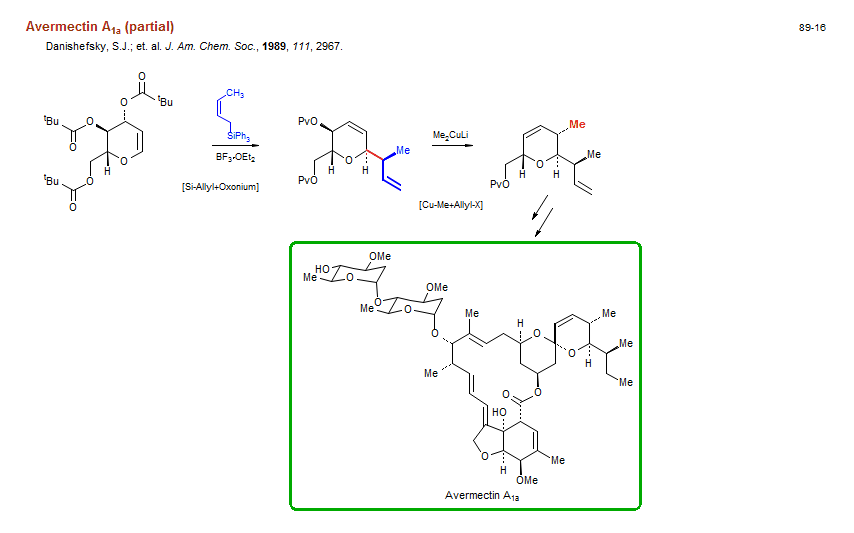 Avermectin A1a (partial)
89-16
Danishefsky, S.J.; et. al. J. Am. Chem. Soc., 1989, 111, 2967.
O
O
tBu
tBu
O
O
O
H
O
tBu
O
CH3
SiPh3
BF3·OEt2
[Si-Allyl+Oxonium]
PvO
Me
O
H
H
PvO
Me2CuLi
[Cu-Me+Allyl-X]
Me
Me
O
H
H
PvO
OMe
HO
Me
O
OMe
O
Me
O
O
Me
H
O
Me
O
Me
H
Me
Me
O
O
HO
O
H
Me
OMe
Avermectin A1a